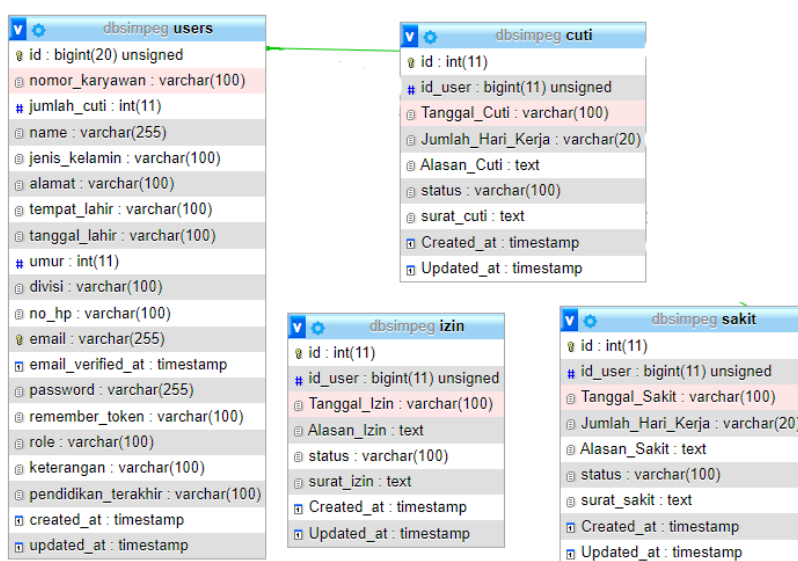 dbsimpeg users
id : bigint(20) unsigned
nomor_karyawan : varchar(100)
jumlah_cuti : int(11)
name : varchar(255)
jenis_kelamin : varchar(100)
alamat : varchar(100)
tempat_lahir : varchar(100)
tanggal_lahir : varchar(100)
umur : int(11)
divisi : varchar(100)
no_hp : varchar(100)
email : varchar(255)
email_verified_at : timestamp
password : varchar(255)
remember_token : varchar(100)
role : varchar(100)
keterangan : varchar(100)
pendidikan_terakhir : varchar(100)
created_at : timestamp
updated_at : timestamp
dbsimpeg cuti
id : int(11)
id_user : bigint(11) unsigned
Tanggal_Cuti : varchar(100)
Jumlah_Hari_Kerja : varchar(20)
Alasan_Cuti : text
status : varchar(100)
surat_cuti : text
Created_at : timestamp
Updated_at : timestamp
dbsimpeg izin
id : int(11)
id_user : bigint(11) unsigned
Tanggal_Izin : varchar(100)
Alasan_Izin : text
status : varchar(100)
surat_izin : text
Created_at : timestamp
Updated_at : timestamp
dbsimpeg sakit
id : int(11)
id_user : bigint(11) unsigned
Tanggal_Sakit : varchar(100)
Jumlah_Hari_Kerja : varchar(20)
Alasan_Sakit : text
status : varchar(100)
surat_sakit : text
Created_at : timestamp
Updated_at : timestamp